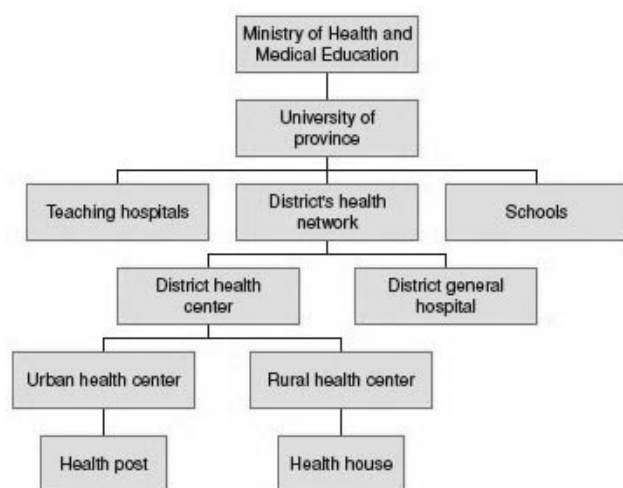 Ministry of Health and
Medical Education
University of
province
Teaching hospitals
District's health
network
Schools
District health
center
District general
hospital
Urban health center
Rural health center
Health post
Health house